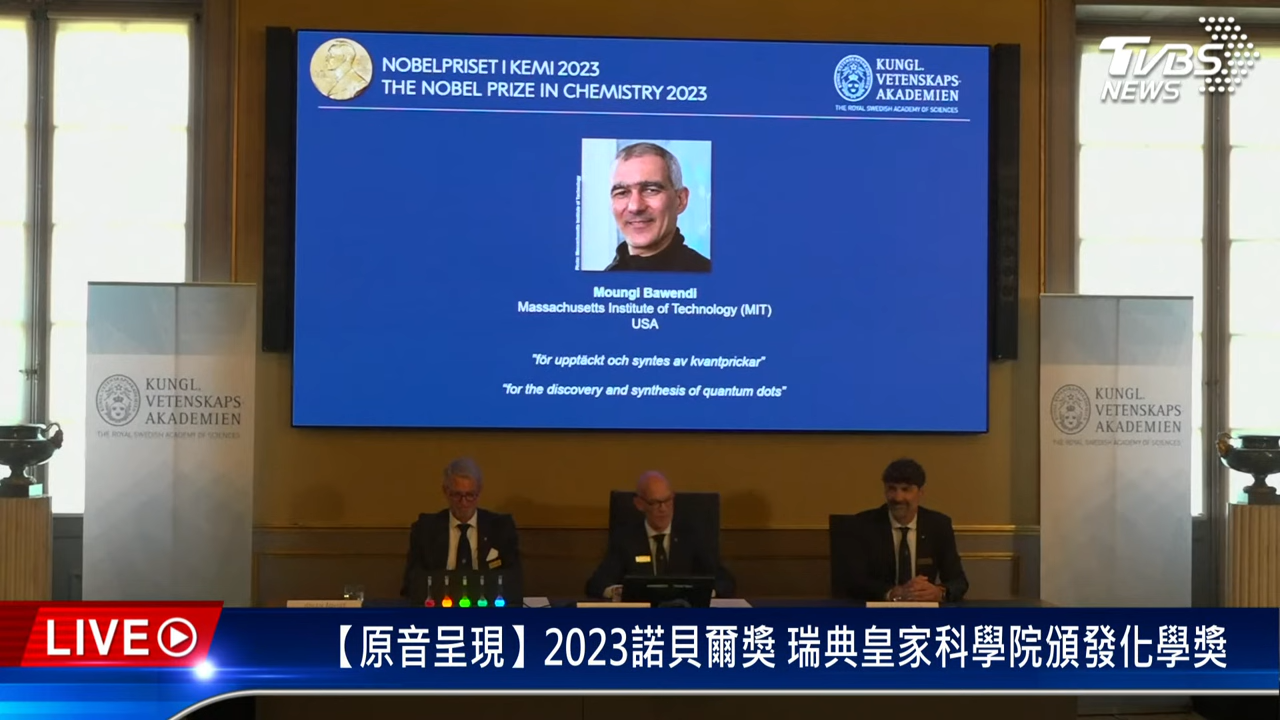 NOBELPRISET I KEMI 2023
THE NOBEL PRIZE IN CHEMISTRY 2023
KUNGL.
VETENSKAPS-
AKADEMIEN
THE ROYAL SWEDISH ACADEMY OF SCIENCES
TVBS
NEWS
Moungi Bawendi
Massachusetts Institute of Technology (MIT)
USA
"för upptäckt och syntes av kvantprickar"
"for the discovery and synthesis of quantum dots"
KUNGL.
VETENSKAPS-
AKADEMIEN
THE ROYAL SWEDISH ACADEMY OF SCIENCES
KUNGL.
VETENSKAPS
AKADEMIEN
THE ROYAL SWEDISH ACADEMY OF SCIENCES
LIVE
【原音呈現】2023諾貝爾獎 瑞典皇家科學院頒發化學獎